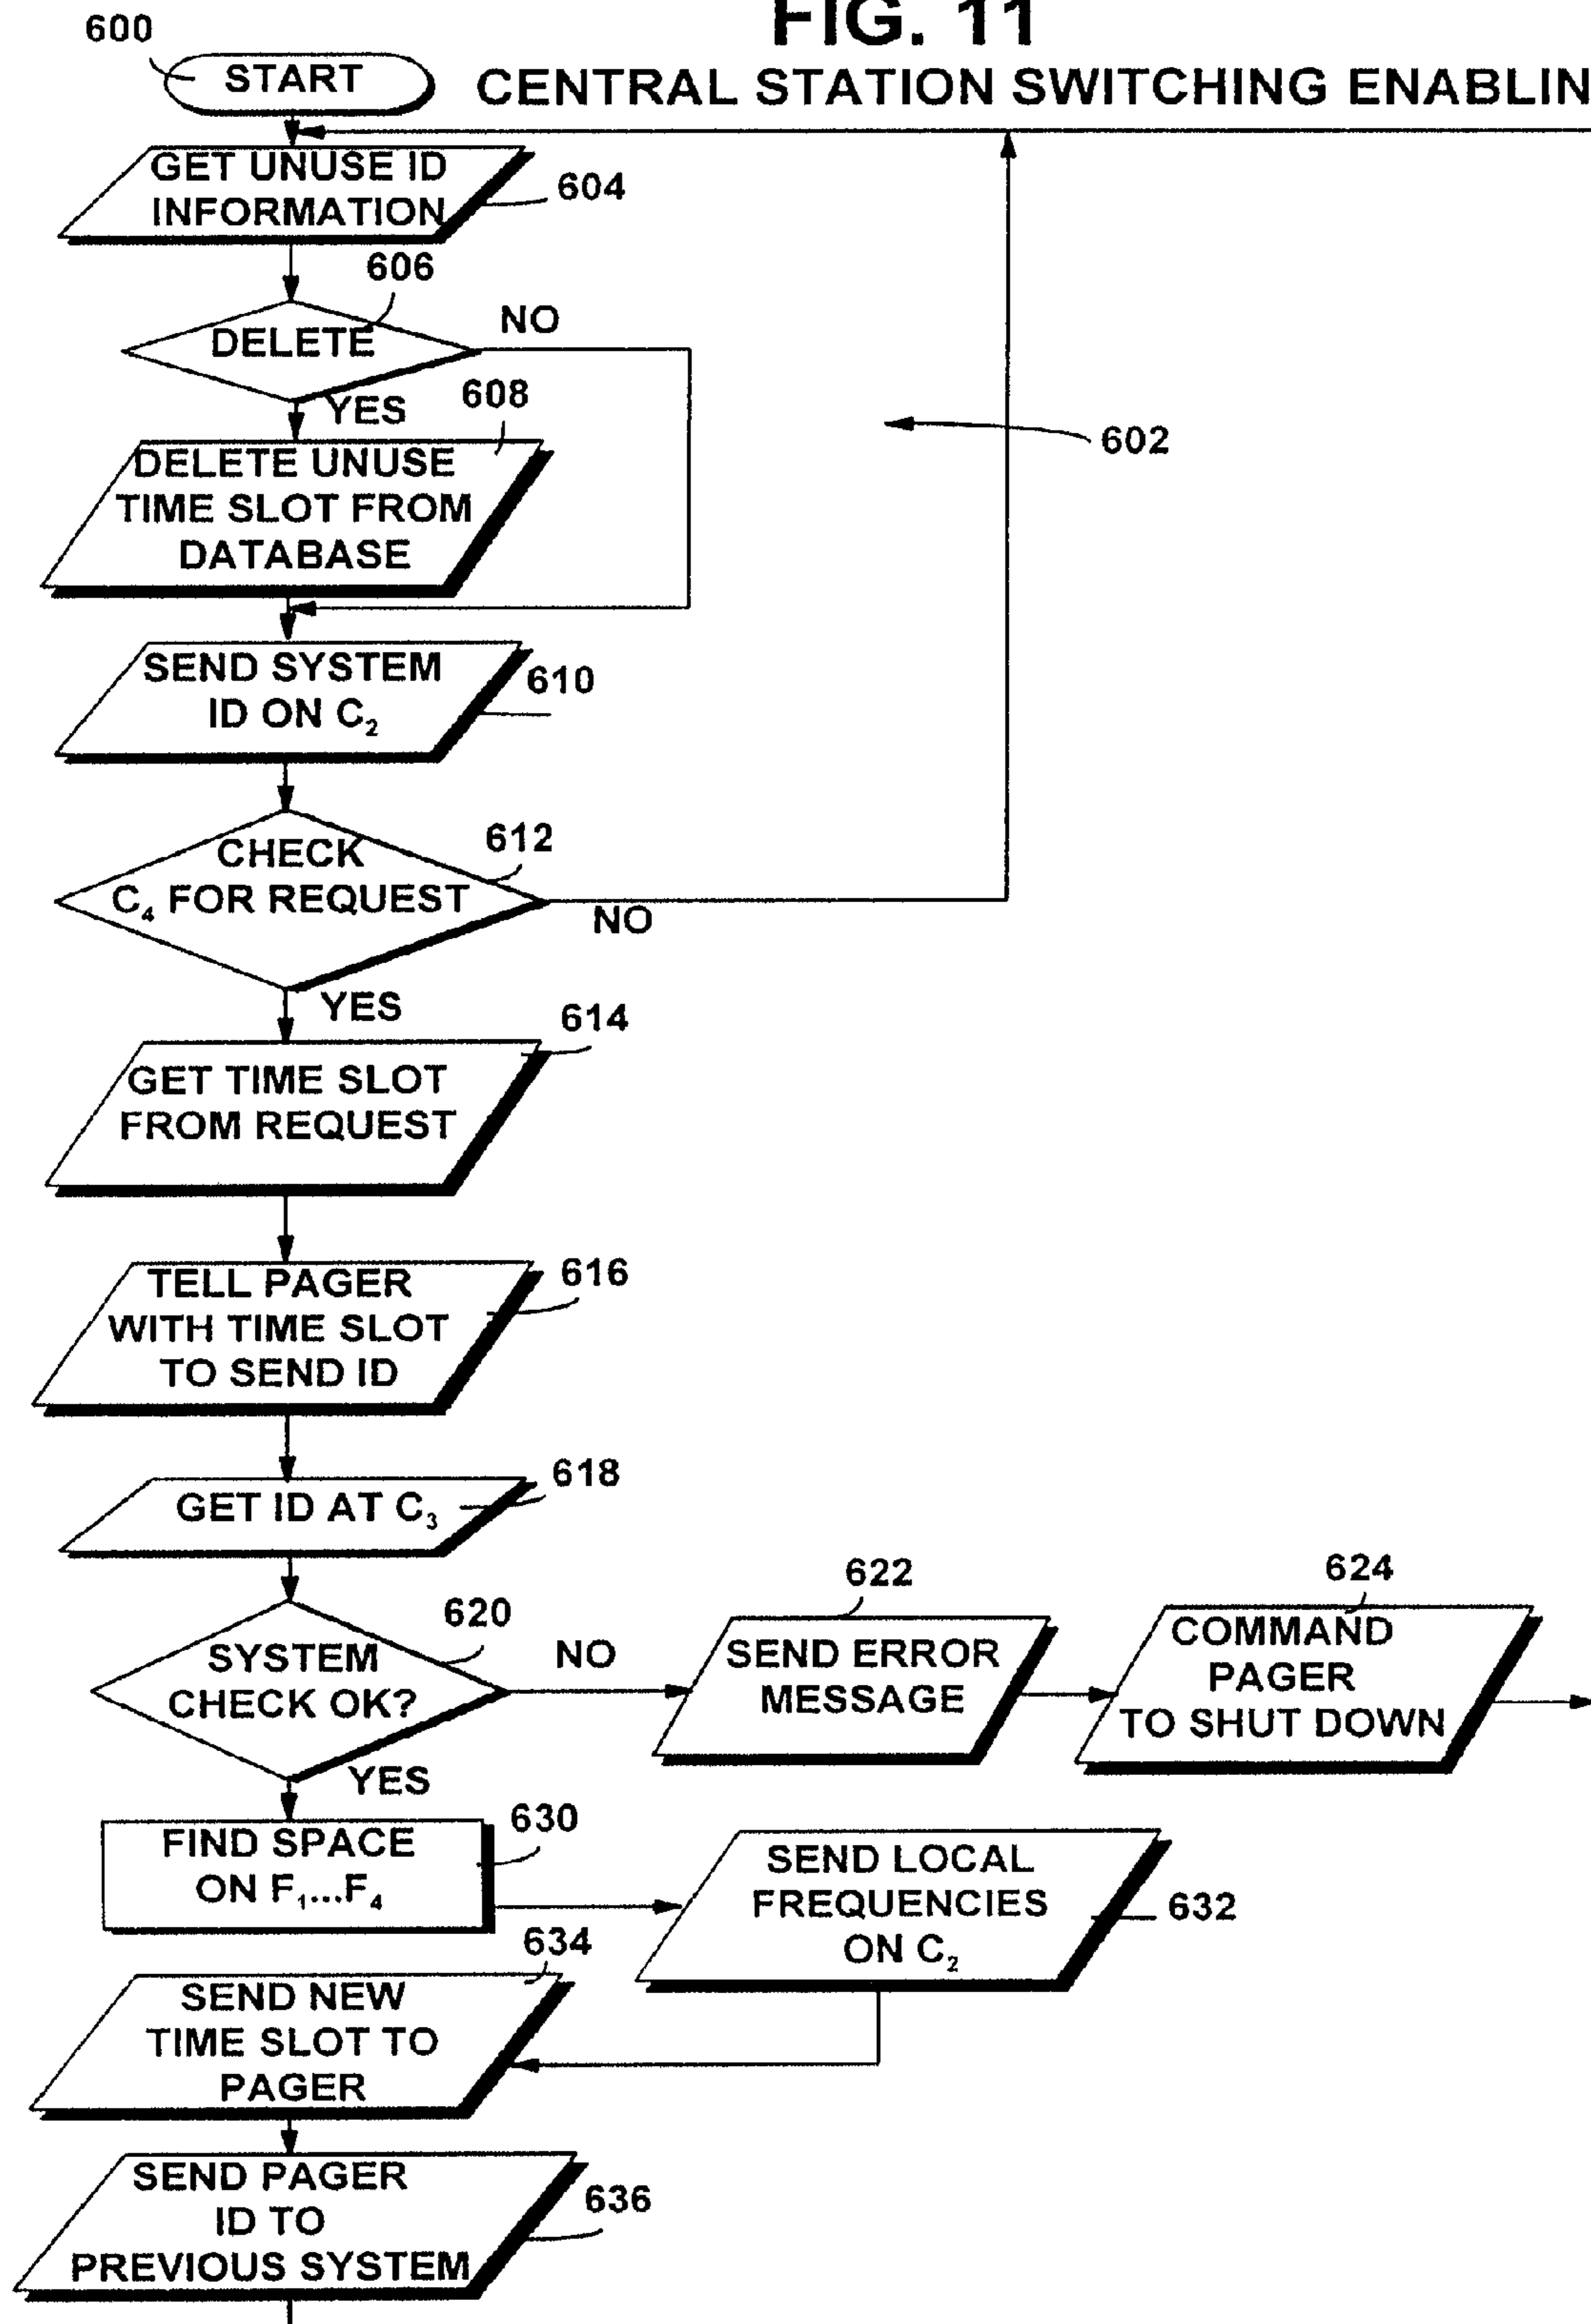 FIG. 11
600
START
CENTRAL STATION SWITCHING ENABLIN
GET UNUSE ID
INFORMATION
604
606
DELETE
NO
YES
608
602
DELETE UNUSE
TIME SLOT FROM
DATABASE
SEND SYSTEM
ID ON C₂
610
CHECK
C₄ FOR REQUEST
612
NO
YES
614
GET TIME SLOT
FROM REQUEST
TELL PAGER
WITH TIME SLOT
TO SEND ID
616
GET ID AT C₃
618
SYSTEM
CHECK OK?
620
NO
YES
622
SEND ERROR
MESSAGE
624
COMMAND
PAGER
TO SHUT DOWN
FIND SPACE
ON F₁...F₄
630
SEND LOCAL
FREQUENCIES
ON C₂
632
634
SEND NEW
TIME SLOT TO
PAGER
SEND PAGER
ID TO
PREVIOUS SYSTEM
636